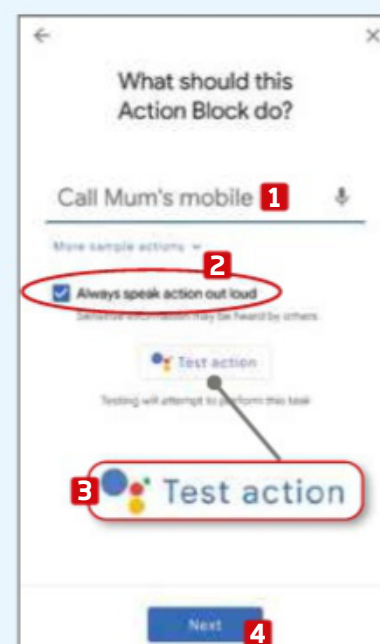 What should this
Action Block do?
Call Mum's mobile 1
More sample actions
2
Always speak action out loud
Sensitive information may be heard by others
Test action
Testing will attempt to perform this task
3 Test action
Next 4